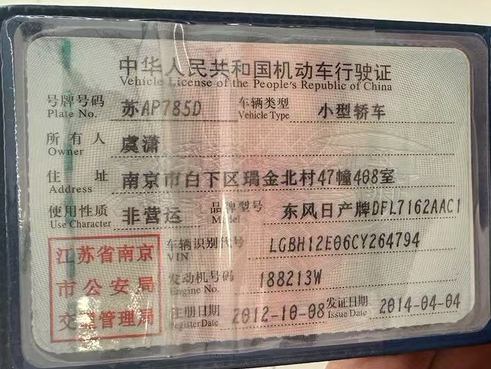 中华人民共和国机动车行驶证
Vehicle License of the People's Republic of China
号牌号码 苏AP785D 车辆类型 小型轿车
Plate No. Vehicle Type
所有人 虞潇
Owner
住址 南京市白下区瑞金北村47幢408室
Address
使用性质 非营运 品牌型号 东风日产牌DFL7162AAC1
Use Character Model
江苏省南京市公安局交通管理局
车辆识别代号 LGBH12E06CY264794
VIN
发动机号码 188213W
Engine No.
注册日期 2012-10-08 发证日期 2014-04-04
Register Date Issue Date